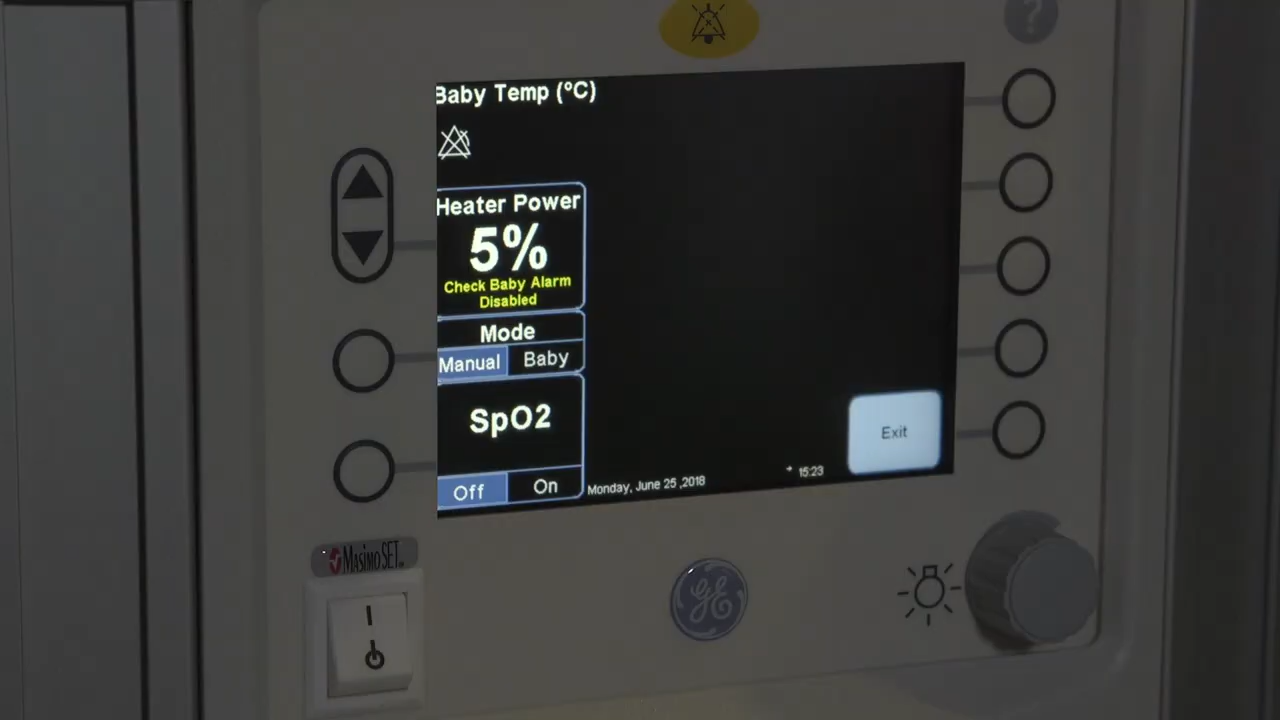 ?
Baby Temp (°C)
Heater Power
5%
Check Baby Alarm
Disabled
Mode
Manual Baby
SpO2
Off On
Exit
Monday, June 25 ,2018 15:23
Masimo SET
GE